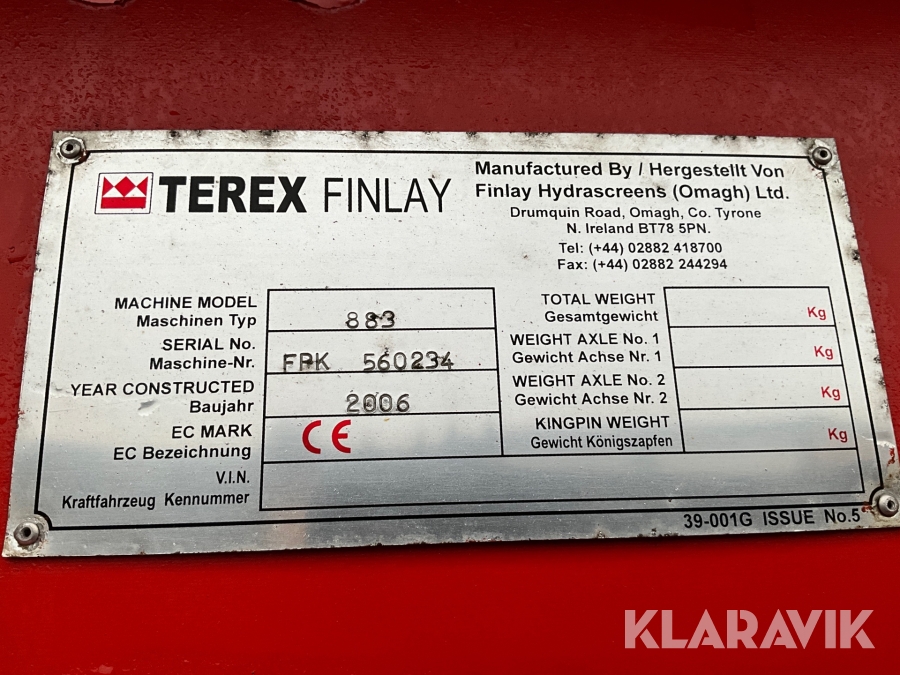 TEREX FINLAY
Manufactured By / Hergestellt Von
Finlay Hydrascreens (Omagh) Ltd.
Drumquin Road, Omagh, Co. Tyrone
N. Ireland BT78 5PN.
Tel: (+44) 02882 418700
Fax: (+44) 02882 244294
MACHINE MODEL
Maschinen Typ
883
SERIAL No.
Maschine-Nr.
FPK 560234
YEAR CONSTRUCTED
Baujahr
2006
EC MARK
EC Bezeichnung
CE
V.I.N.
Kraftfahrzeug Kennummer
TOTAL WEIGHT
Gesamtgewicht
Kg
WEIGHT AXLE No. 1
Gewicht Achse Nr. 1
Kg
WEIGHT AXLE No. 2
Gewicht Achse Nr. 2
Kg
KINGPIN WEIGHT
Gewicht Königszapfen
Kg
39-001G ISSUE No.5
KLARAVIK